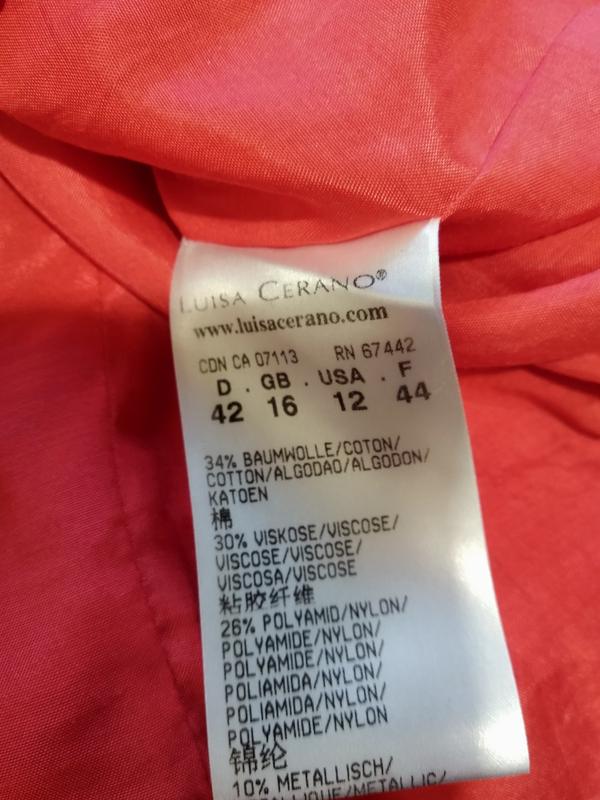 LUISA CERANO®
www.luisacerano.com
CDN CA 07113 RN 67442
D . GB . USA . F
42 16 12 44
34% BAUMWOLLE/COTON/
COTTON/ALGODAO/ALGODON/
KATOEN
棉
30% VISKOSE/VISCOSE/
VISCOSE/VISCOSE/
VISCOSA/VISCOSE
粘胶纤维
26% POLYAMID/NYLON/
POLYAMIDE/NYLON/
POLYAMIDE/NYLON/
POLIAMIDA/NYLON/
POLIAMIDA/NYLON/
POLYAMIDE/NYLON
锦纶
10% METALLISCH/
METALLIQUE/METALLIC/